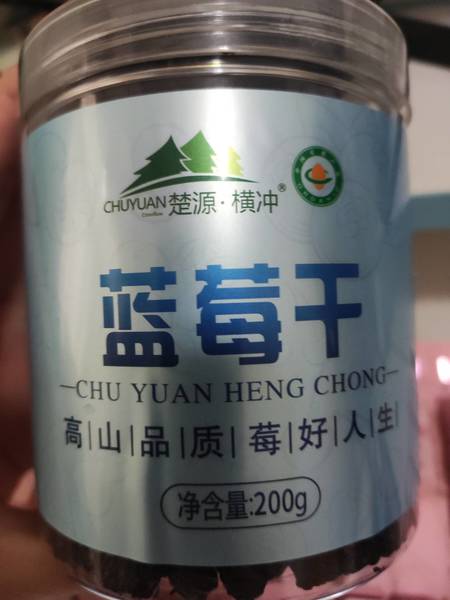 CHUYUAN 楚源·横冲®
蓝莓干
CHU YUAN HENG CHONG
高|山|品|质|莓|好|人|生
净含量:200g